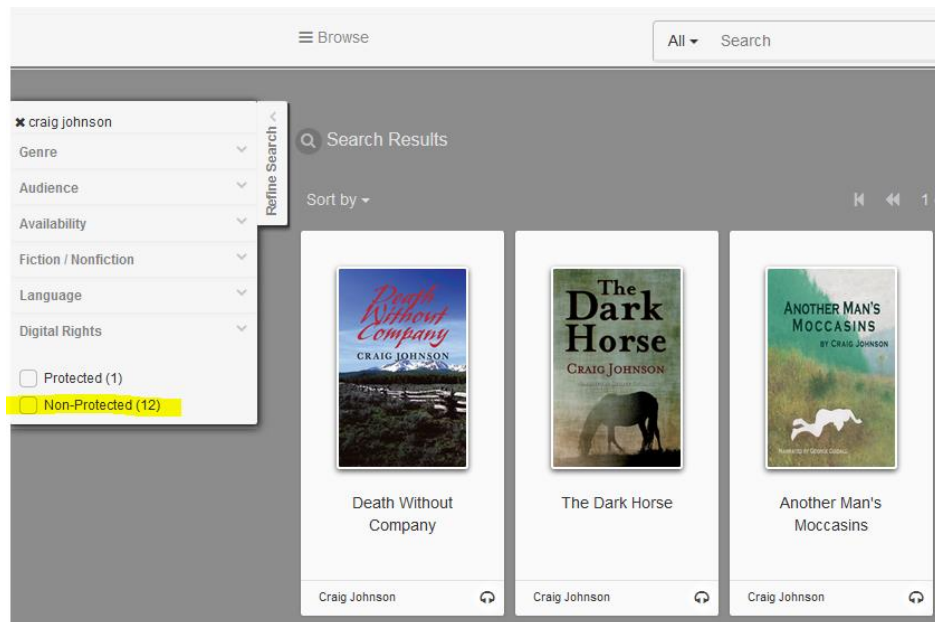 Browse
All
Search
craig johnson
Genre
Audience
Availability
Fiction / Nonfiction
Language
Digital Rights
Protected (1)
Non-Protected (12)
Refine Search
Search Results
Sort by
1
Death
Without
Company
CRAIG JOHNSON
The
Dark
Horse
CRAIG JOHNSON
ANOTHER MAN'S
MOCCASINS
BY CRAIG JOHNSON
Death Without
Company
The Dark Horse
Another Man's
Moccasins
Craig Johnson
Craig Johnson
Craig Johnson